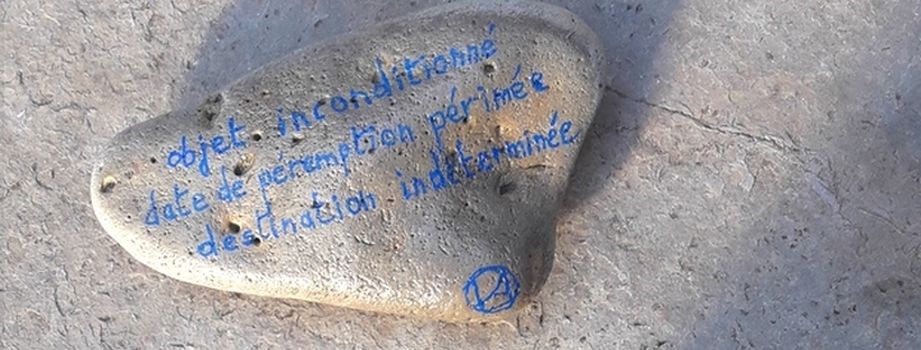 objet inconditionné
date de péremption périmée
destination indéterminée